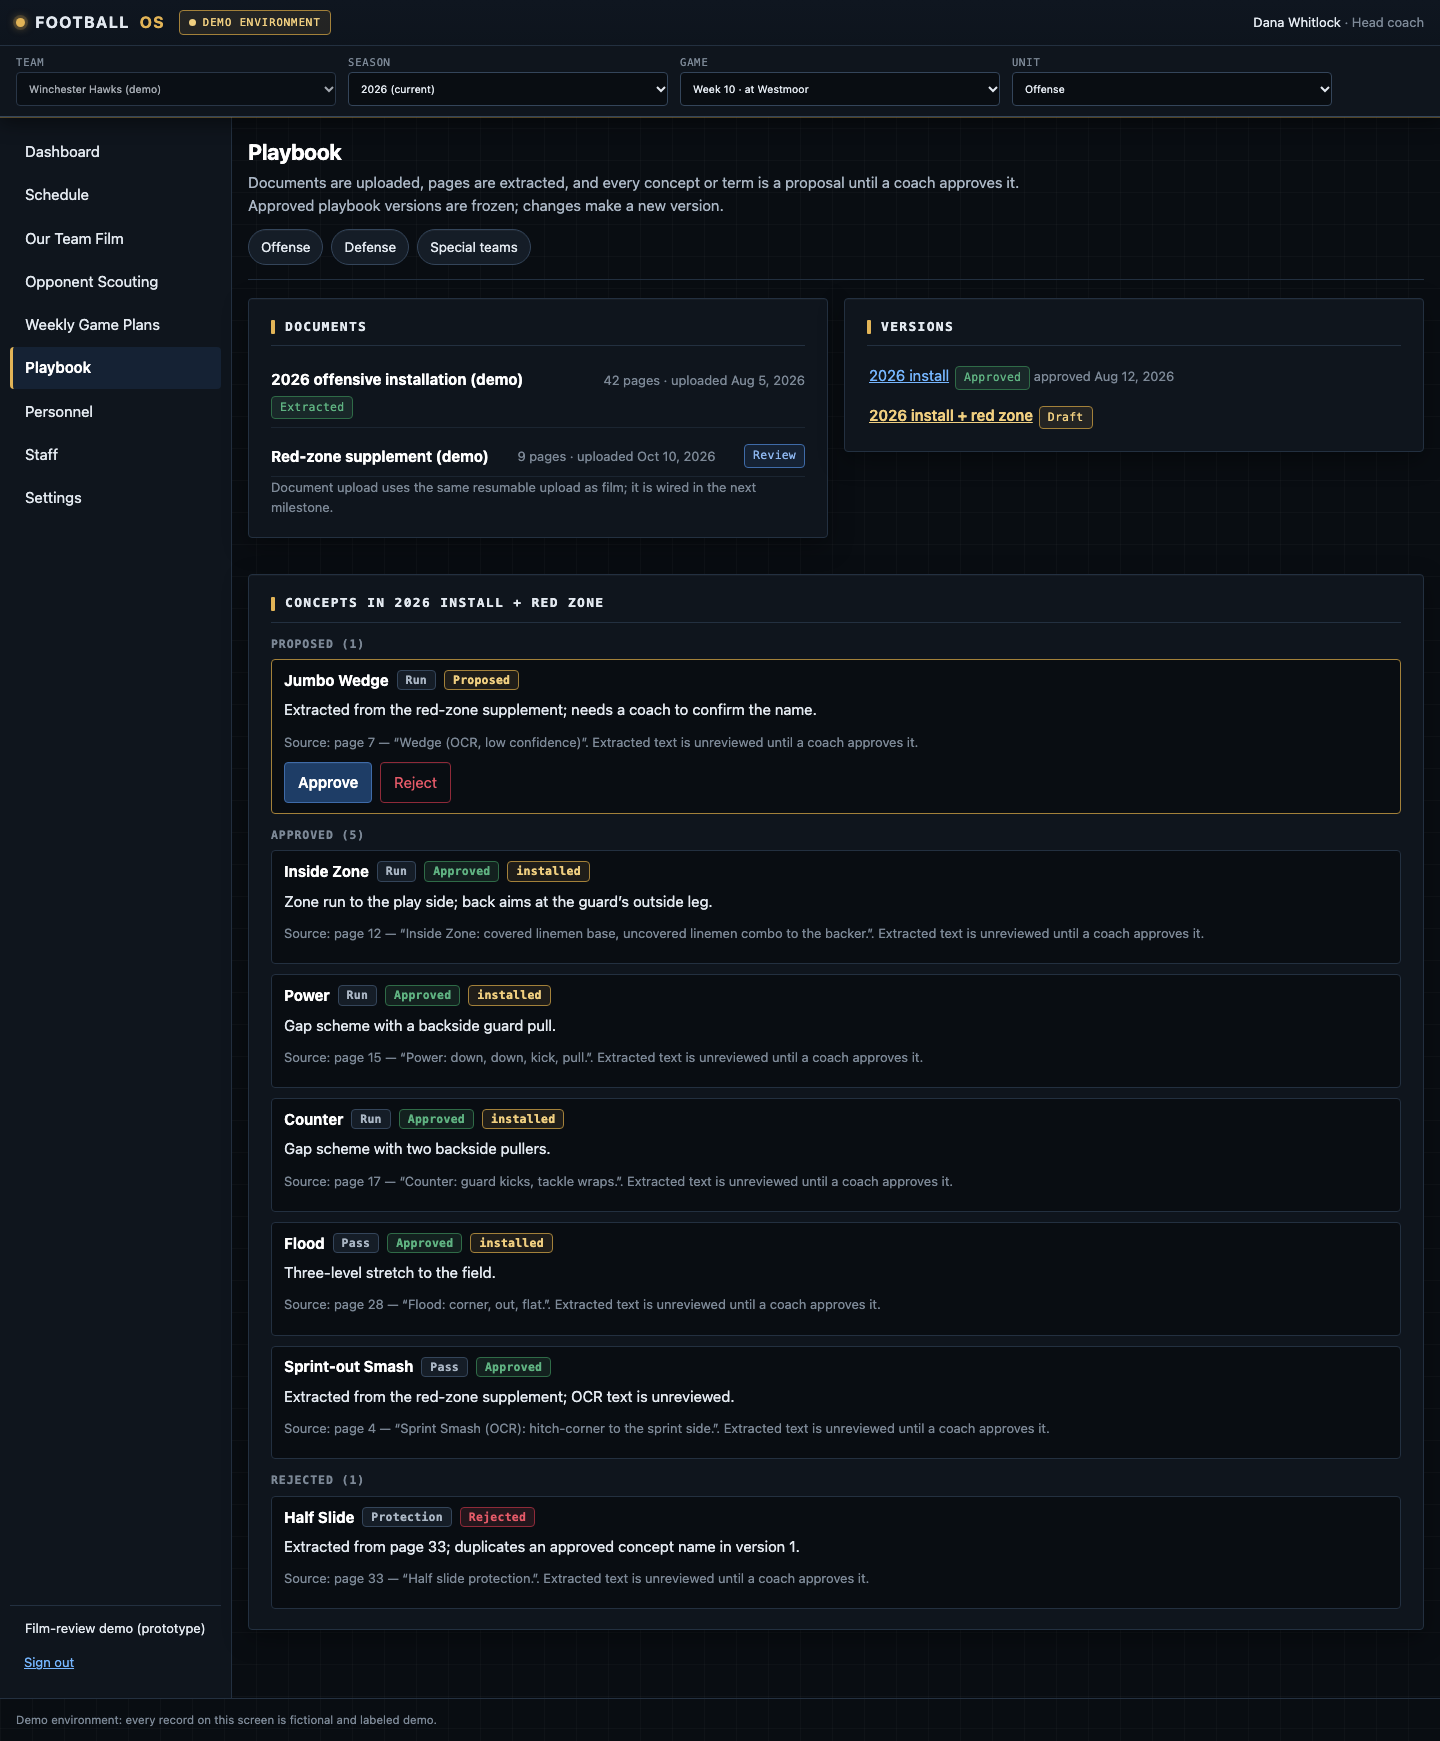 FOOTBALL OS
DEMO ENVIRONMENT
Dana Whitlock · Head coach
TEAM
Winchester Hawks (demo)
SEASON
2026 (current)
GAME
Week 10 · at Westmoor
UNIT
Offense
Dashboard
Schedule
Our Team Film
Opponent Scouting
Weekly Game Plans
Playbook
Personnel
Staff
Settings
Film-review demo (prototype)
Sign out
Playbook
Documents are uploaded, pages are extracted, and every concept or term is a proposal until a coach approves it.
Approved playbook versions are frozen; changes make a new version.
Offense
Defense
Special teams
DOCUMENTS
2026 offensive installation (demo)
42 pages · uploaded Aug 5, 2026
Extracted
Red-zone supplement (demo)
9 pages · uploaded Oct 10, 2026
Review
Document upload uses the same resumable upload as film; it is wired in the next
milestone.
VERSIONS
2026 install Approved approved Aug 12, 2026
2026 install + red zone Draft
CONCEPTS IN 2026 INSTALL + RED ZONE
PROPOSED (1)
Jumbo Wedge Run Proposed
Extracted from the red-zone supplement; needs a coach to confirm the name.
Source: page 7 — “Wedge (OCR, low confidence)”. Extracted text is unreviewed until a coach approves it.
Approve
Reject
APPROVED (5)
Inside Zone Run Approved installed
Zone run to the play side; back aims at the guard’s outside leg.
Source: page 12 — “Inside Zone: covered linemen base, uncovered linemen combo to the backer.”. Extracted text is unreviewed until a coach approves it.
Power Run Approved installed
Gap scheme with a backside guard pull.
Source: page 15 — “Power: down, down, kick, pull.”. Extracted text is unreviewed until a coach approves it.
Counter Run Approved installed
Gap scheme with two backside pullers.
Source: page 17 — “Counter: guard kicks, tackle wraps.”. Extracted text is unreviewed until a coach approves it.
Flood Pass Approved installed
Three-level stretch to the field.
Source: page 28 — “Flood: corner, out, flat.”. Extracted text is unreviewed until a coach approves it.
Sprint-out Smash Pass Approved
Extracted from the red-zone supplement; OCR text is unreviewed.
Source: page 4 — “Sprint Smash (OCR): hitch-corner to the sprint side.”. Extracted text is unreviewed until a coach approves it.
REJECTED (1)
Half Slide Protection Rejected
Extracted from page 33; duplicates an approved concept name in version 1.
Source: page 33 — “Half slide protection.”. Extracted text is unreviewed until a coach approves it.
Demo environment: every record on this screen is fictional and labeled demo.